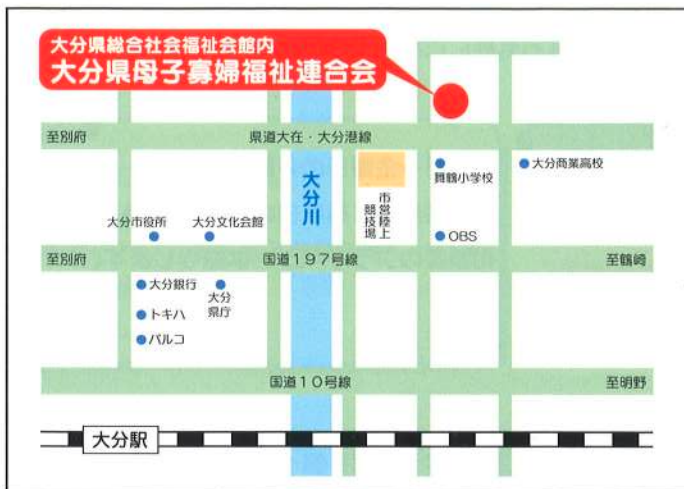 大分県総合社会福祉会館内
大分県母子寡婦福祉連合会
至別府
県道大在・大分港線
大分川
市営陸上
競技場
舞鶴小学校
大分商業高校
大分市役所
大分文化会館
OBS
至別府
国道197号線
至鶴崎
大分銀行
大分
県庁
トキハ
パルコ
国道10号線
至明野
大分駅